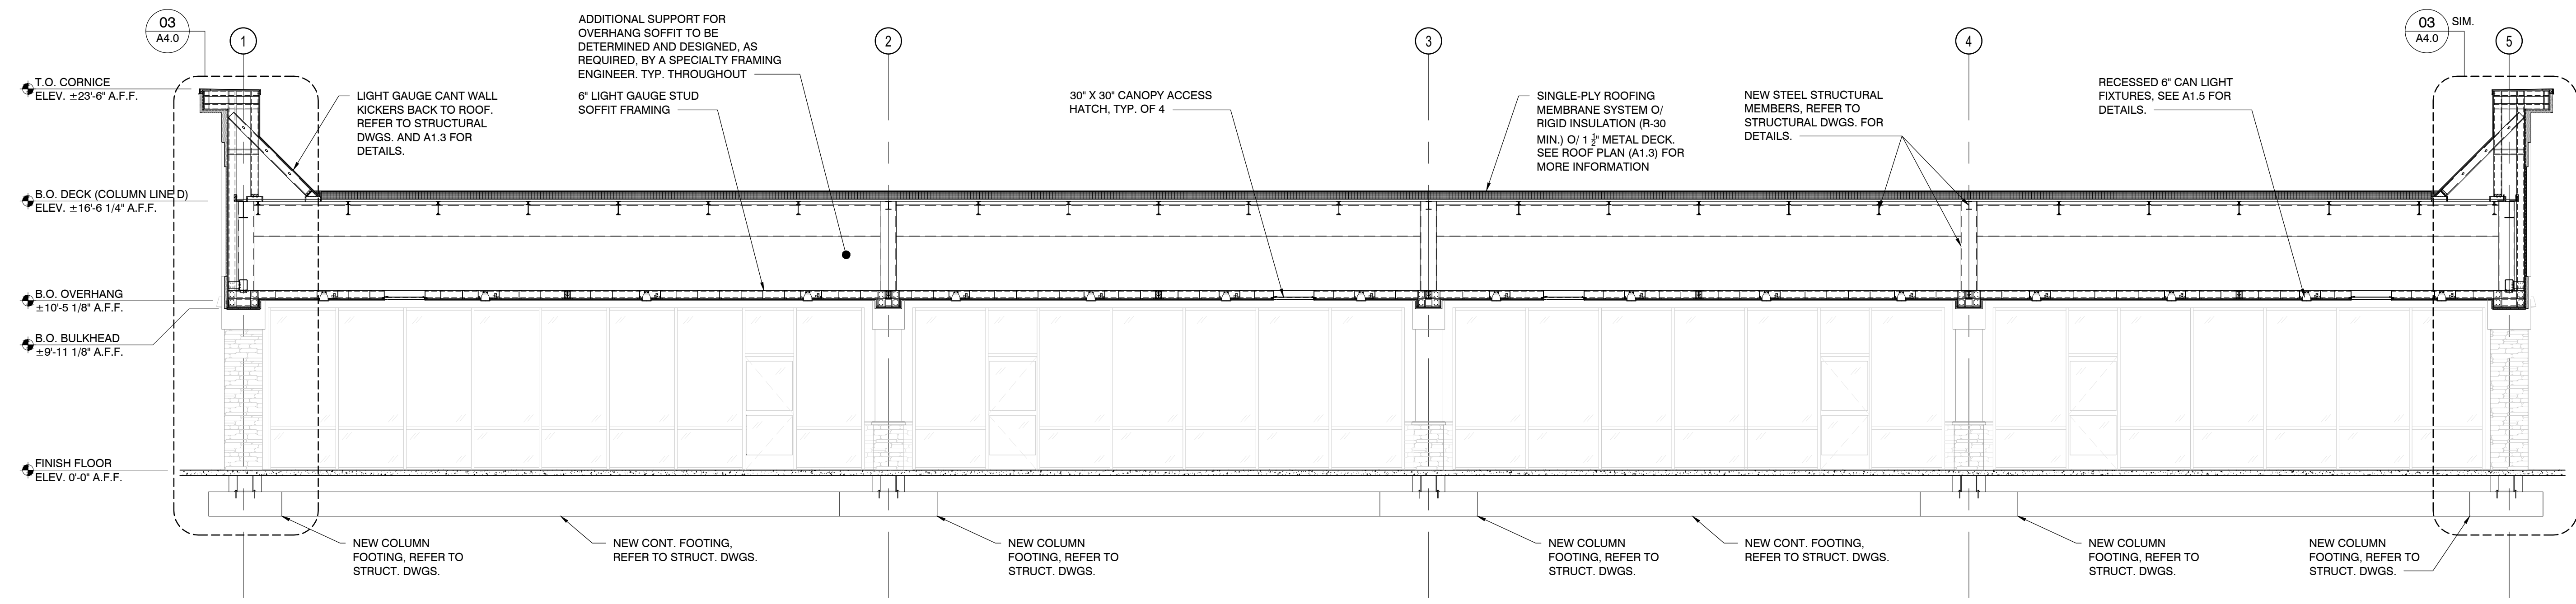 03
A4.0
1
ADDITIONAL SUPPORT FOR
OVERHANG SOFFIT TO BE
DETERMINED AND DESIGNED, AS
REQUIRED, BY A SPECIALTY FRAMING
ENGINEER. TYP. THROUGHOUT
2
3
4
03
A4.0
SIM.
5
T.O. CORNICE
ELEV. ±23'-6" A.F.F.
LIGHT GAUGE CANT WALL
KICKERS BACK TO ROOF.
REFER TO STRUCTURAL
DWGS. AND A1.3 FOR
DETAILS.
6" LIGHT GAUGE STUD
SOFFIT FRAMING
30" X 30" CANOPY ACCESS
HATCH, TYP. OF 4
SINGLE-PLY ROOFING
MEMBRANE SYSTEM O/
RIGID INSULATION (R-30
MIN.) O/ 1 1/2" METAL DECK.
SEE ROOF PLAN (A1.3) FOR
MORE INFORMATION
NEW STEEL STRUCTURAL
MEMBERS, REFER TO
STRUCTURAL DWGS. FOR
DETAILS.
RECESSED 6" CAN LIGHT
FIXTURES, SEE A1.5 FOR
DETAILS.
B.O. DECK (COLUMN LINE D)
ELEV. ±16'-6 1/4" A.F.F.
B.O. OVERHANG
±10'-5 1/8" A.F.F.
B.O. BULKHEAD
±9'-11 1/8" A.F.F.
FINISH FLOOR
ELEV. 0'-0" A.F.F.
NEW COLUMN
FOOTING, REFER TO
STRUCT. DWGS.
NEW CONT. FOOTING,
REFER TO STRUCT. DWGS.
NEW COLUMN
FOOTING, REFER TO
STRUCT. DWGS.
NEW COLUMN
FOOTING, REFER TO
STRUCT. DWGS.
NEW CONT. FOOTING,
REFER TO STRUCT. DWGS.
NEW COLUMN
FOOTING, REFER TO
STRUCT. DWGS.
NEW COLUMN
FOOTING, REFER TO
STRUCT. DWGS.